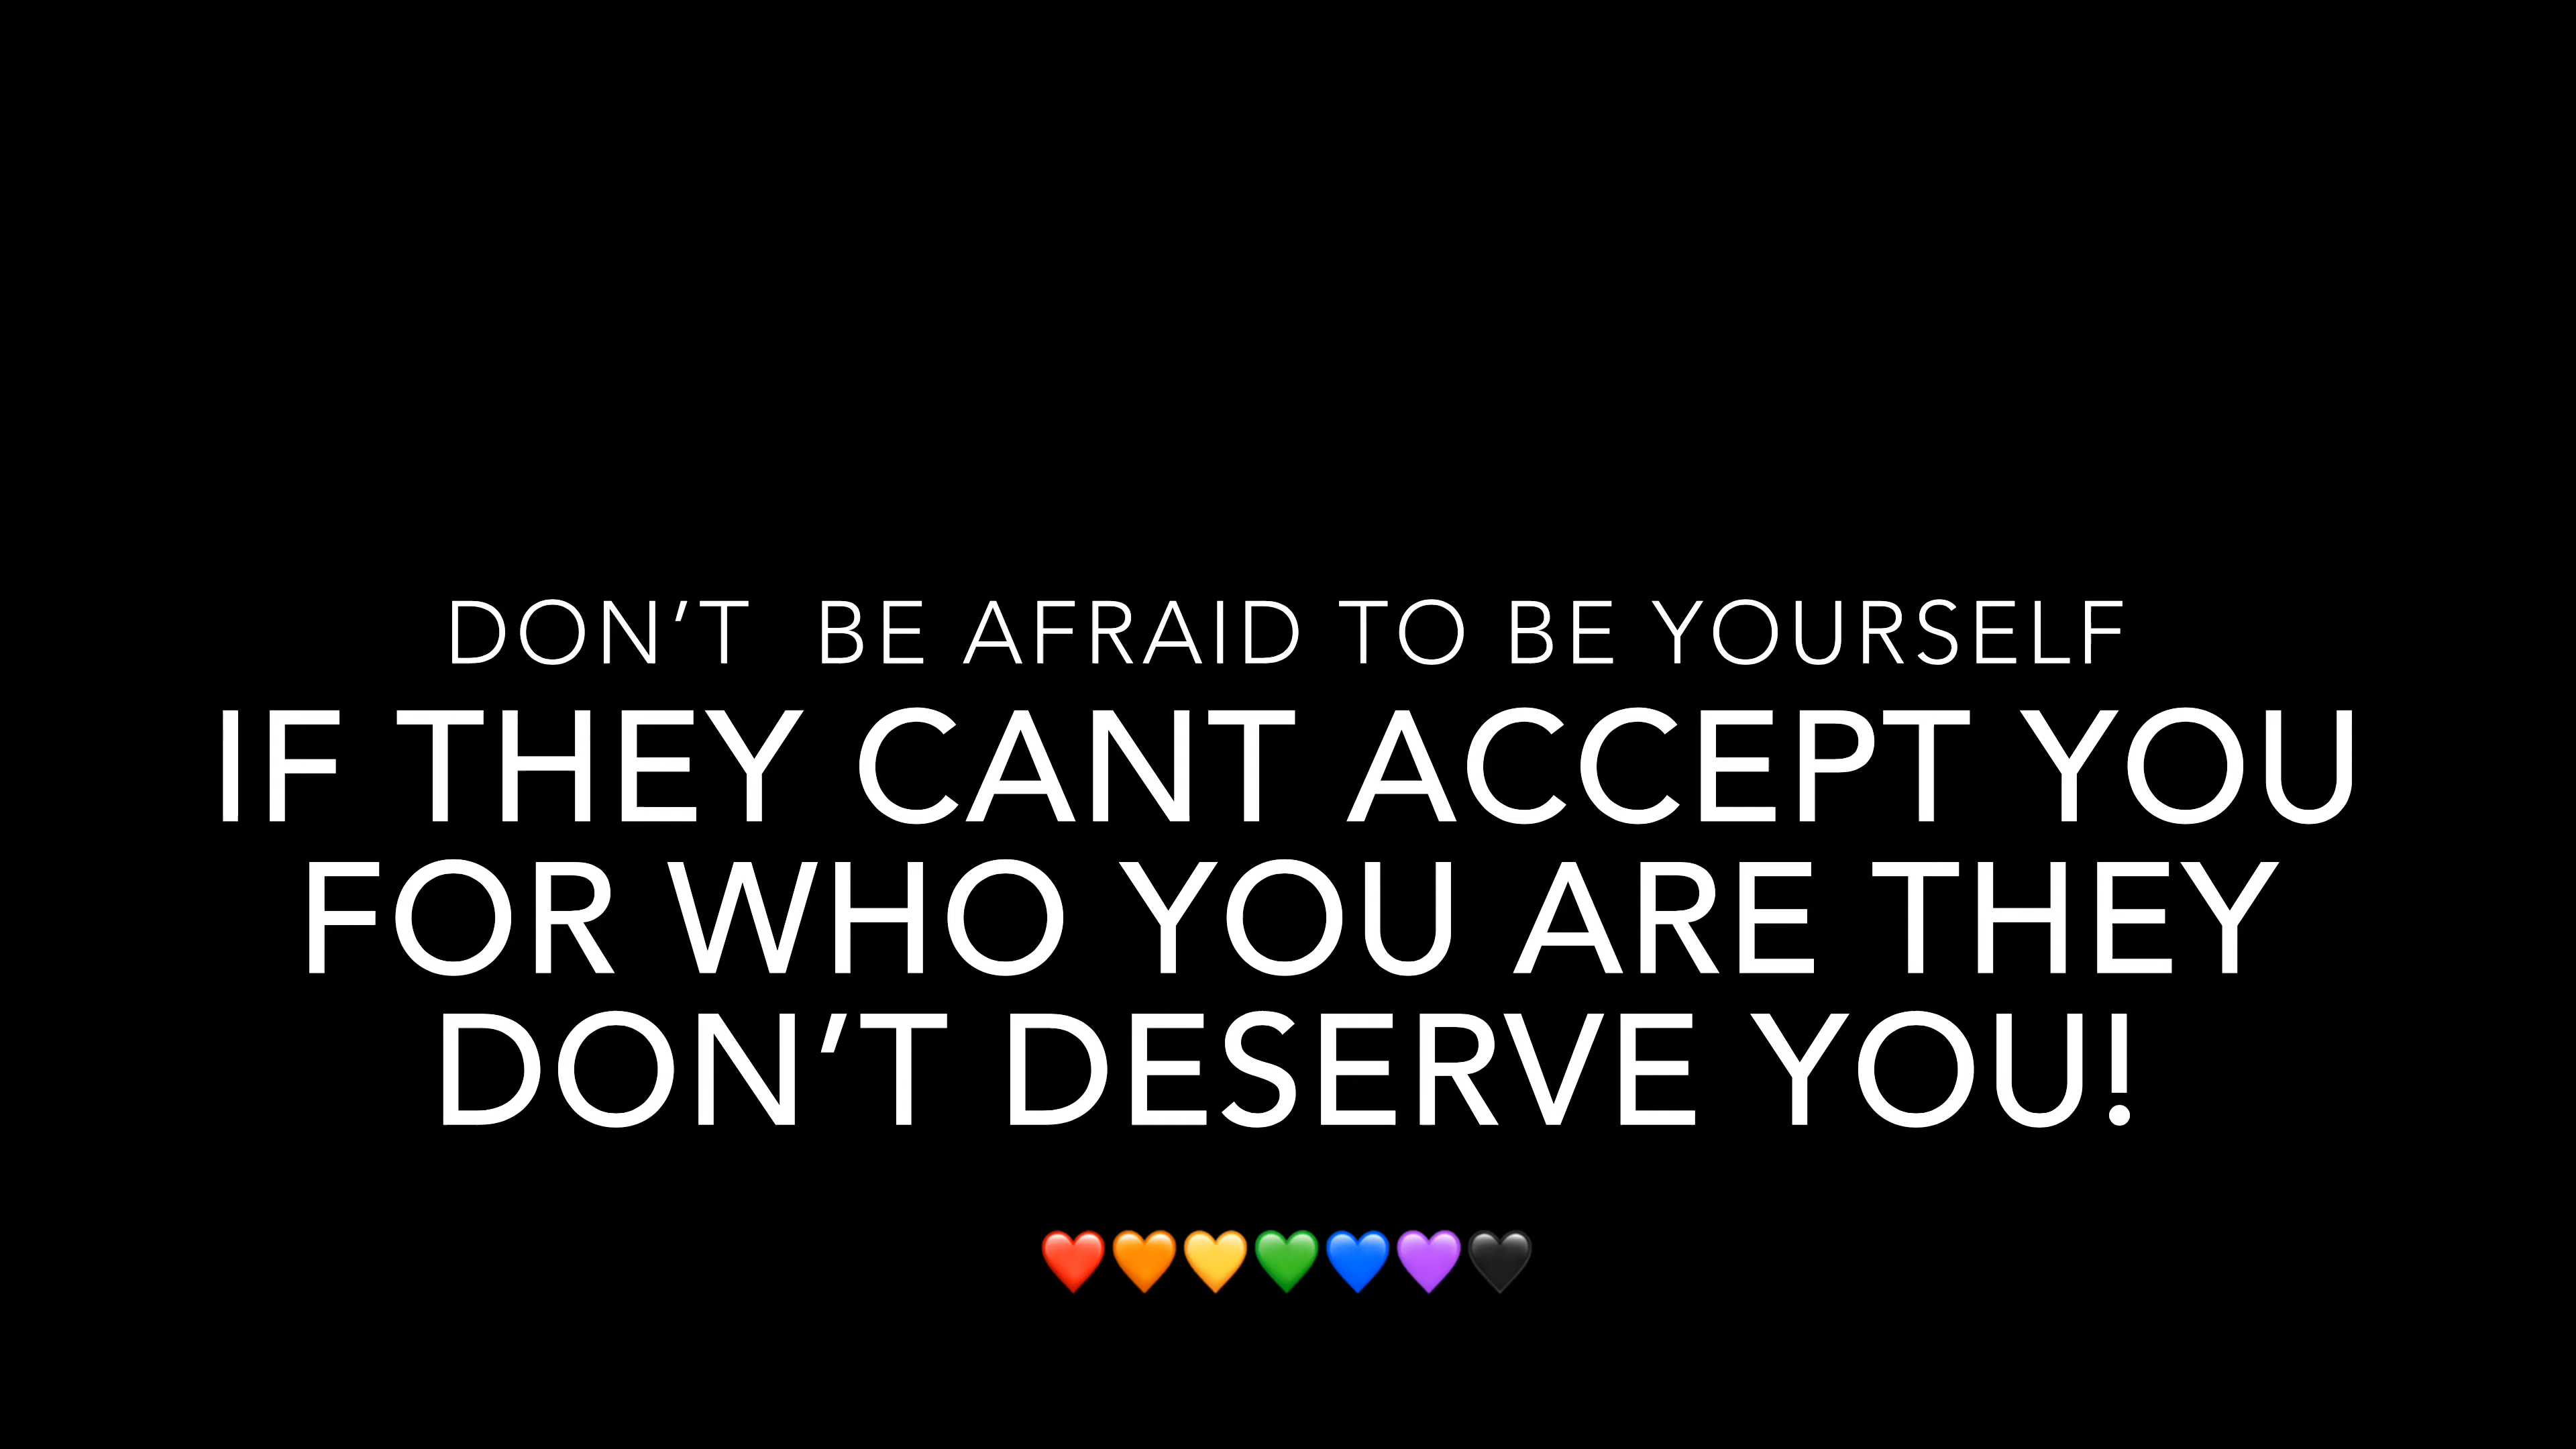 DON’T  BE AFRAID TO BE YOURSELF
IF THEY CANT ACCEPT YOU
FOR WHO YOU ARE THEY
DON’T DESERVE YOU!
❤️🧡💛💚💙💜🖤